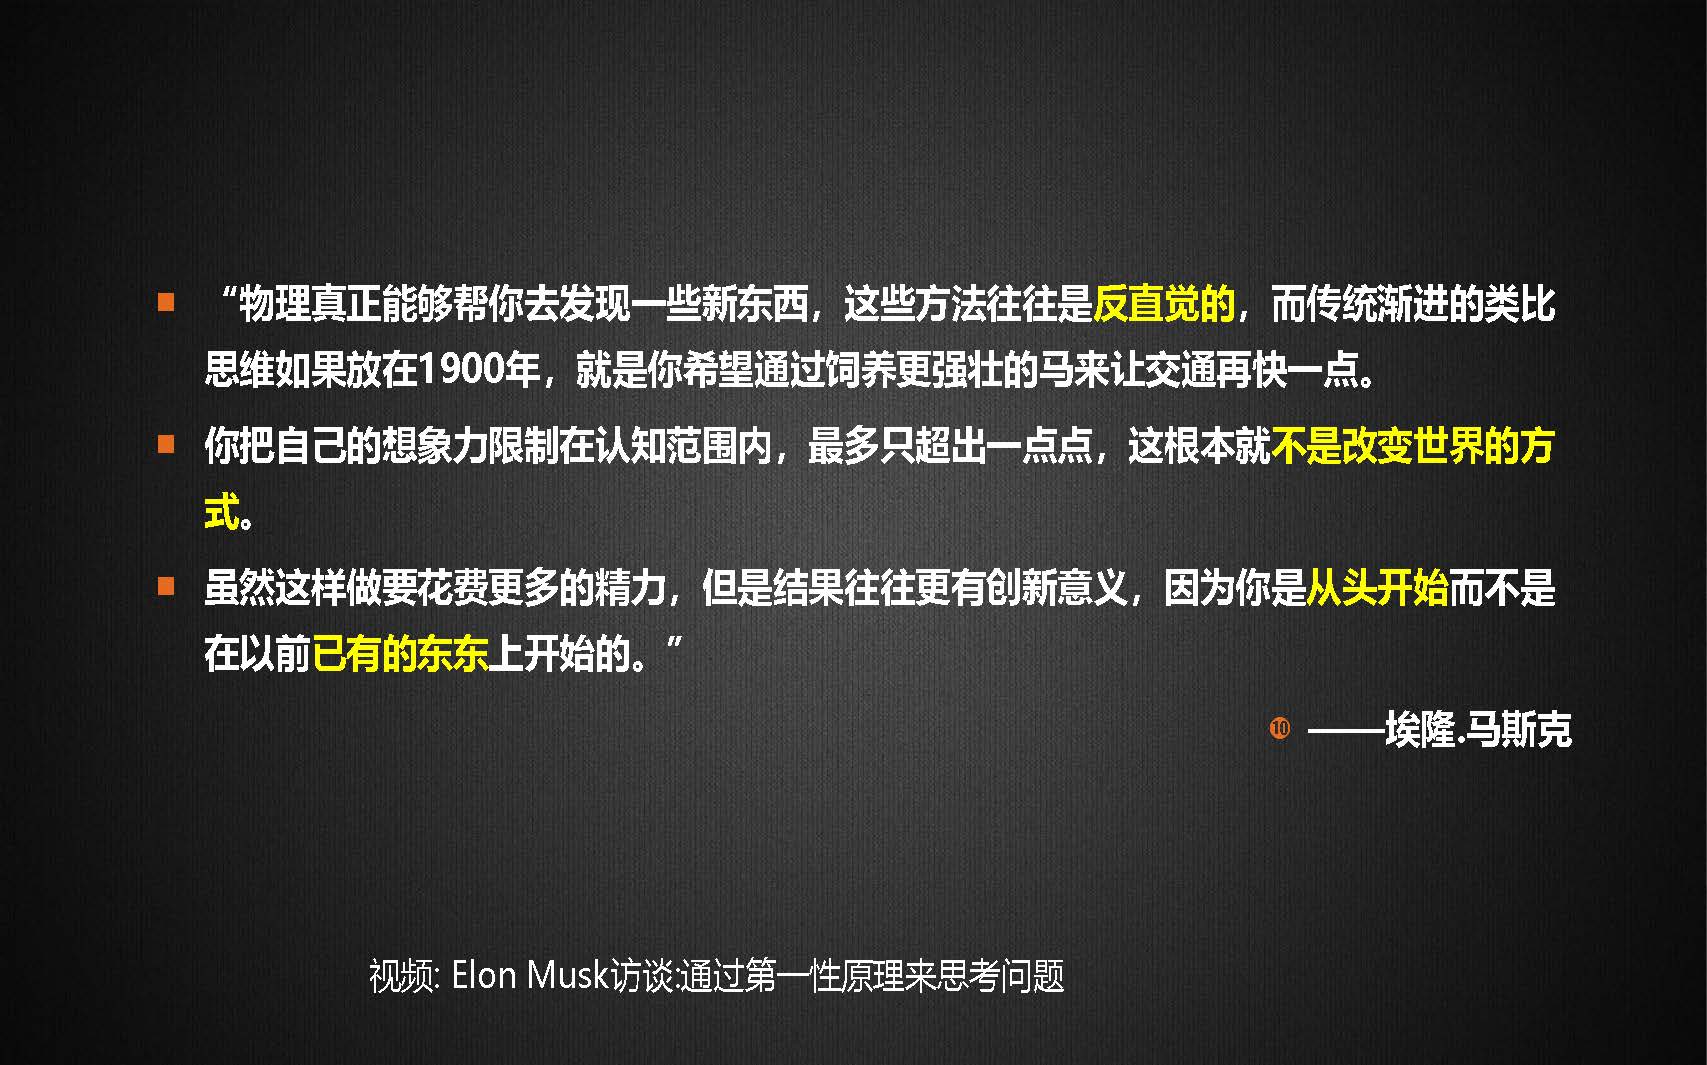 “物理真正能够帮你去发现一些新东西，这些方法往往是反直觉的，而传统渐进的类比
思维如果放在1900年，就是你希望通过饲养更强壮的马来让交通再快一点。
你把自己的想象力限制在认知范围内，最多只超出一点点，这根本就不是改变世界的方
式。
虽然这样做要花费更多的精力，但是结果往往更有创新意义，因为你是从头开始而不是
在以前已有的东东上开始的。”
❿ ——埃隆.马斯克
视频: Elon Musk访谈:通过第一性原理来思考问题